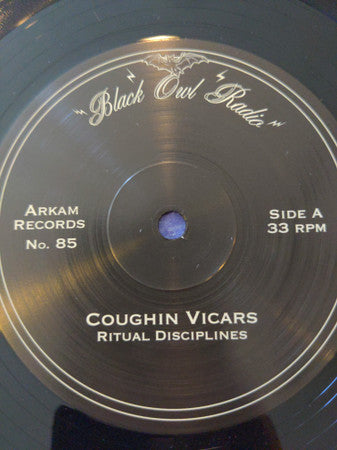 Black Owl Radio
Arkam
Records
No. 85
Side A
33 RPM
Coughin Vicars
Ritual Disciplines